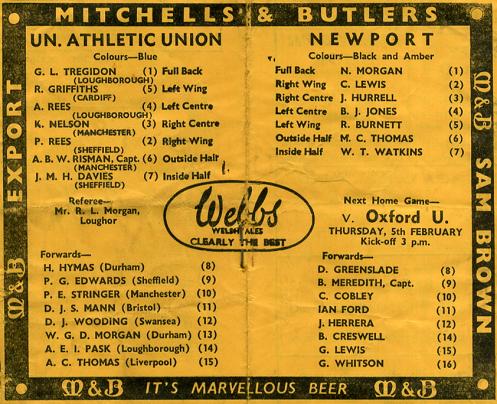 MITCHELLS & BUTLERS
EXPORT
M&B
UN. ATHLETIC UNION
Colours—Blue
G. L. TREGIDON (1) Full Back
(LOUGHBOROUGH)
R. GRIFFITHS (5) Left Wing
(CARDIFF)
A. REES (4) Left Centre
(LOUGHBOROUGH)
K. NELSON (3) Right Centre
(MANCHESTER)
P. REES (2) Right Wing
(SHEFFIELD)
A. B. W. RISMAN, Capt. (6) Outside Half
(MANCHESTER)
J. M. H. DAVIES (7) Inside Half
(SHEFFIELD)
Referee—
Mr. R. L. Morgan,
Loughor
Forwards—
H. HYMAS (Durham) (8)
P. G. EDWARDS (Sheffield) (9)
P. E. STRINGER (Manchester) (10)
D. J. S. MANN (Bristol) (11)
D. J. WOODING (Swansea) (12)
W. G. D. MORGAN (Durham) (13)
A. E. I. PASK (Loughborough) (14)
A. C. THOMAS (Liverpool) (15)
Webbs
WELSH ALES
CLEARLY THE BEST
NEWPORT
Colours—Black and Amber
Full Back N. MORGAN (1)
Right Wing C. LEWIS (2)
Right Centre J. HURRELL (3)
Left Centre B. J. JONES (4)
Left Wing R. BURNETT (5)
Outside Half M. C. THOMAS (6)
Inside Half W. T. WATKINS (7)
Next Home Game—
V. Oxford U.
THURSDAY, 5th FEBRUARY
Kick-off 3 p.m.
Forwards—
D. GREENSLADE (8)
B. MEREDITH, Capt. (9)
C. COBLEY (10)
IAN FORD (11)
J. HERRERA (12)
B. CRESWELL (14)
G. LEWIS (15)
G. WHITSON (16)
M&B
SAM BROWN
M&B IT'S MARVELLOUS BEER M&B